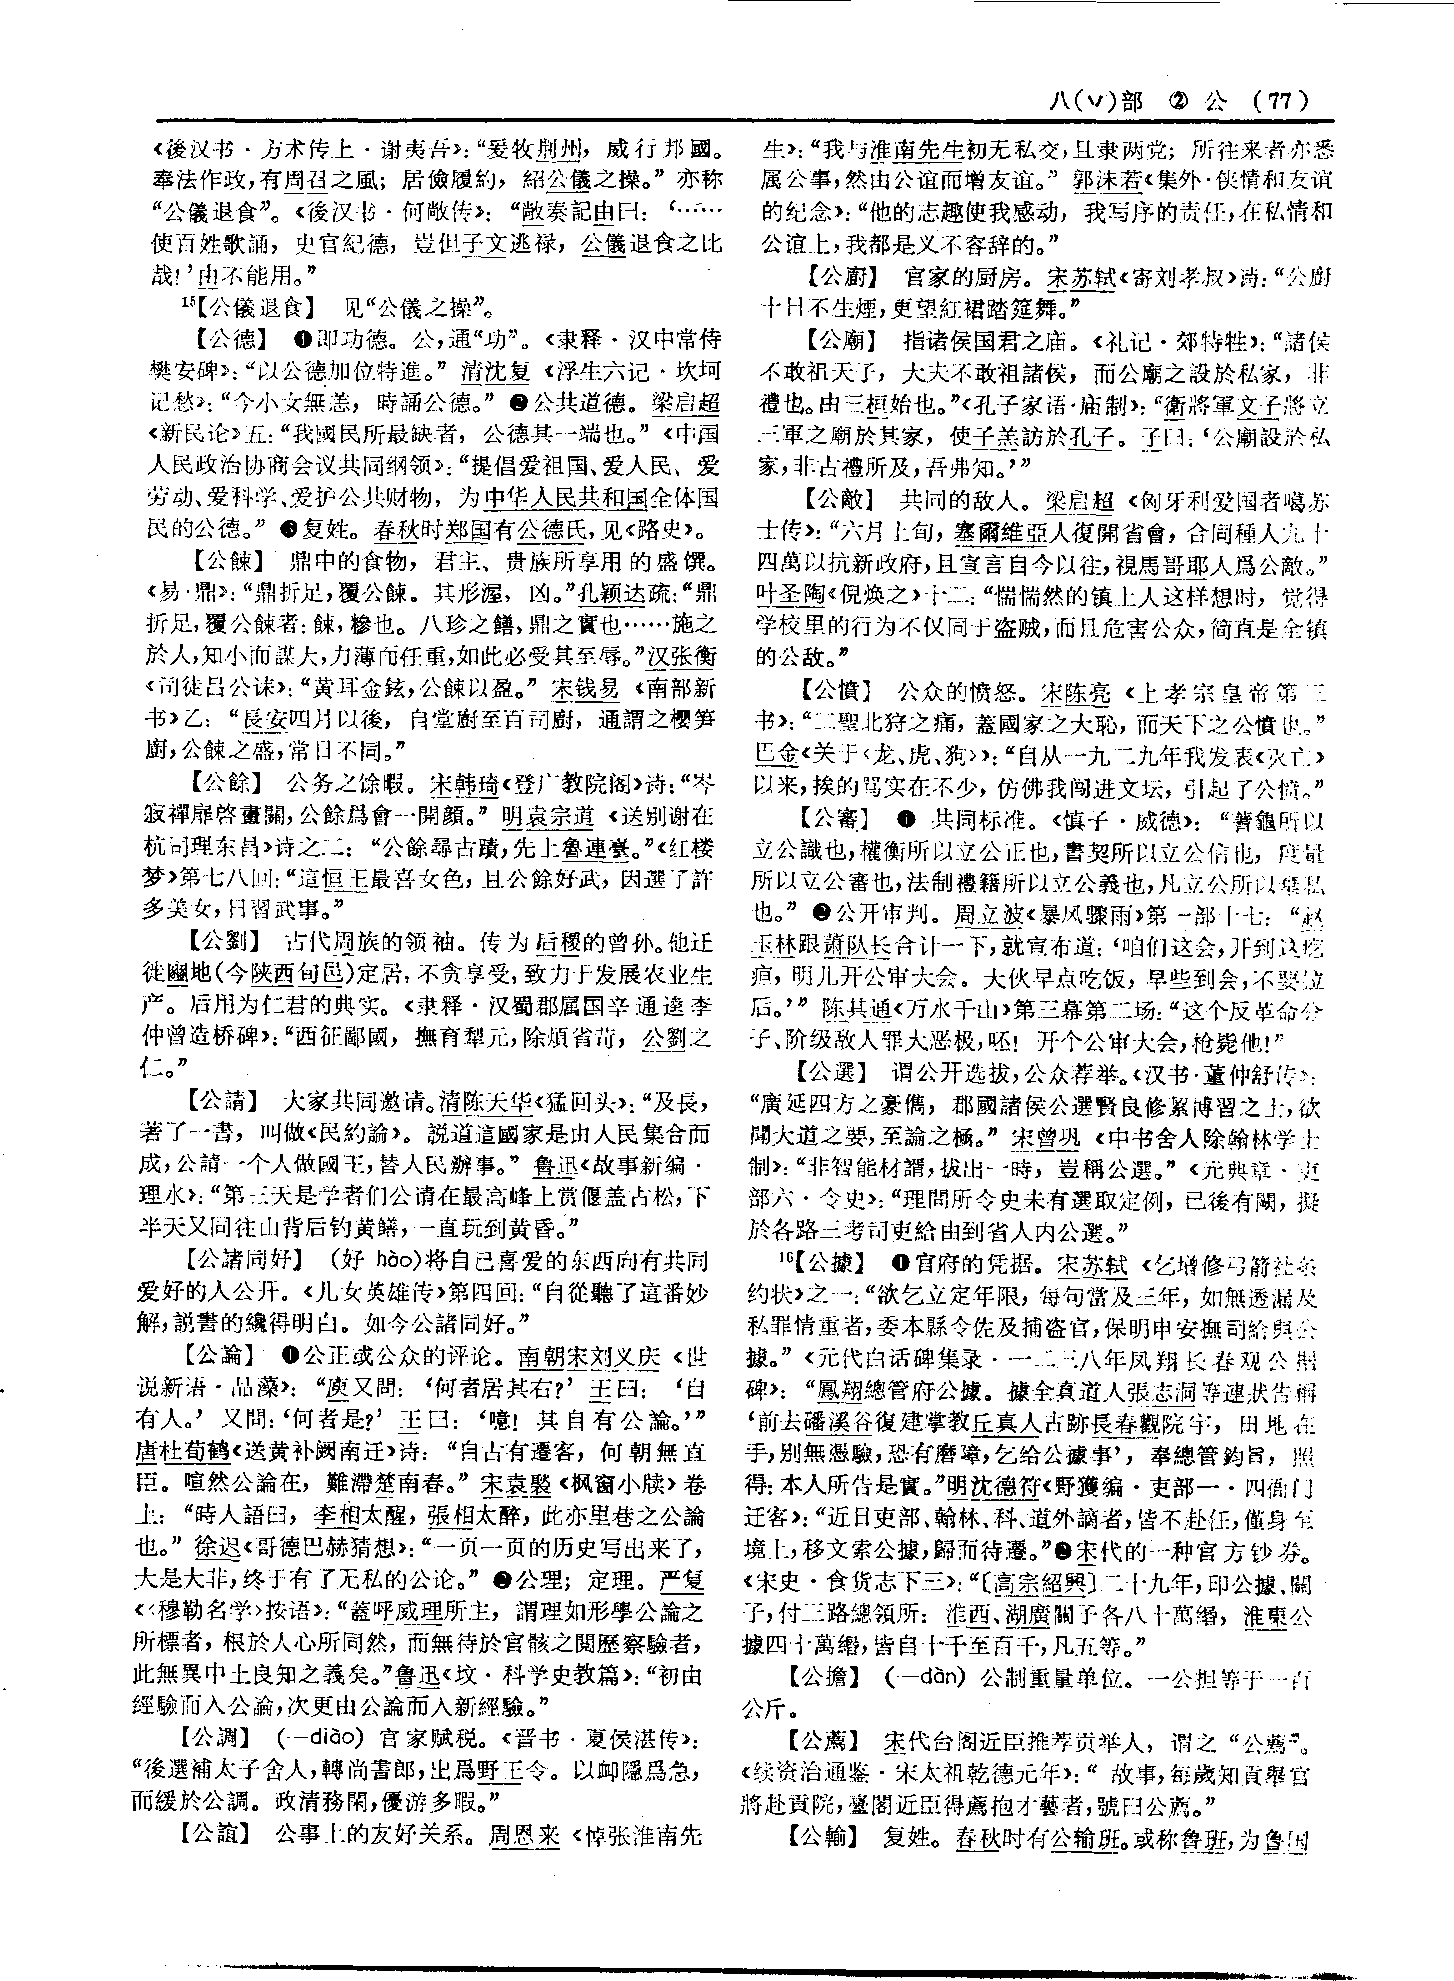 八(丷)部 ② 公 (77)
《後汉书·方术传上·谢夷吾》：“爰牧荆州，威行邦國。
奉法作政，有周召之風；居儉履約，紹公儀之操。”亦称
“公儀退食”。《後汉书·何敞传》：“敞奏記由曰：‘……
使百姓歌誦，史官紀德，豈但子文逃禄，公儀退食之比
哉！’由不能用。”
¹⁵【公儀退食】 见“公儀之操”。
【公德】 ❶即功德。公，通“功”。《隶释·汉中常侍
樊安碑》：“以公德加位特進。”清沈复《浮生六记·坎坷
记愁》：“今小女無恙，時誦公德。”❷公共道德。梁启超
《新民论》五：“我國民所最缺者，公德其一端也。”《中国
人民政治协商会议共同纲领》：“提倡爱祖国、爱人民、爱
劳动、爱科学、爱护公共财物，为中华人民共和国全体国
民的公德。”❸复姓。春秋时郑国有公德氏，见《路史》。
【公餗】 鼎中的食物，君主、贵族所享用的盛馔。
《易·鼎》：“鼎折足，覆公餗。其形渥，凶。”孔颖达疏：“鼎
折足，覆公餗者：餗，糁也。八珍之膳，鼎之實也……施之
於人，知小而謀大，力薄而任重，如此必受其至辱。”汉张衡
《司徒吕公诔》：“黄耳金鉉，公餗以盈。”宋钱易《南部新
书》乙：“長安四月以後，自堂廚至百司廚，通謂之櫻笋
廚，公餗之盛，常日不同。”
【公餘】 公务之馀暇。宋韩琦《登广教院阁》诗：“岑
寂禪扉啓晝關，公餘爲會一開顔。”明袁宗道《送别谢在
杭司理东昌》诗之二：“公餘尋古蹟，先上魯連臺。”《红楼
梦》第七八回：“這恒王最喜女色，且公餘好武，因選了許
多美女，日習武事。”
【公劉】 古代周族的领袖。传为后稷的曾孙。他迁
徙豳地(今陕西旬邑)定居，不贪享受，致力于发展农业生
产。后用为仁君的典实。《隶释·汉蜀郡属国辛通逵李
仲曾造桥碑》：“西征鄙國，撫育犁元，除煩省苛，公劉之
仁。”
【公請】 大家共同邀请。清陈天华《猛回头》：“及長，
著了一書，叫做《民約論》。説道這國家是由人民集合而
成，公請一个人做國王，替人民辦事。”鲁迅《故事新编·
理水》：“第三天是学者们公请在最高峰上赏偃盖古松，下
半天又同往山背后钓黄鳝，一直玩到黄昏。”
【公諸同好】 (好 hào)将自己喜爱的东西向有共同
爱好的人公开。《儿女英雄传》第四回：“自從聽了這番妙
解，説書的纔得明白。如今公諸同好。”
【公論】 ❶公正或公众的评论。南朝宋刘义庆《世
说新语·品藻》：“庾又問：‘何者居其右？’王曰：‘自
有人。’又問：‘何者是？’王曰：‘噫！其自有公論。’”
唐杜荀鹤《送黄补阙南迁》诗：“自古有遷客，何朝無直
臣。喧然公論在，難滯楚南春。”宋袁褧《枫窗小牍》卷
上：“時人語曰，李相太醒，張相太醉，此亦里巷之公論
也。”徐迟《哥德巴赫猜想》：“一页一页的历史写出来了，
大是大非，终于有了无私的公论。”❷公理；定理。严复
《〈穆勒名学〉按语》：“蓋呼威理所主，謂理如形學公論之
所標者，根於人心所同然，而無待於官骸之閲歷察驗者，
此無異中土良知之義矣。”鲁迅《坟·科学史教篇》：“初由
經驗而入公論，次更由公論而入新經驗。”
【公調】 (—diào) 官家赋税。《晋书·夏侯湛传》：
“後選補太子舍人，轉尚書郎，出爲野王令。以卹隱爲急，
而緩於公調。政清務閑，優游多暇。”
【公誼】 公事上的友好关系。周恩来《悼张淮南先
生》：“我与淮南先生初无私交，且隶两党；所往来者亦悉
属公事，然由公谊而增友谊。”郭沫若《集外·侠情和友谊
的纪念》：“他的志趣使我感动，我写序的责任，在私情和
公谊上，我都是义不容辞的。”
【公廚】 官家的厨房。宋苏轼《寄刘孝叔》诗：“公廚
十日不生煙，更望紅裙踏筵舞。”
【公廟】 指诸侯国君之庙。《礼记·郊特牲》：“諸侯
不敢祖天子，大夫不敢祖諸侯，而公廟之設於私家，非
禮也。由三桓始也。”《孔子家语·庙制》：“衛將軍文子將立
三軍之廟於其家，使子羔訪於孔子。子曰：‘公廟設於私
家，非古禮所及，吾弗知。’”
【公敵】 共同的敌人。梁启超《匈牙利爱国者噶苏
士传》：“六月上旬，塞爾維亞人復開省會，合同種人九十
四萬以抗新政府，且宣言自今以往，視馬哥耶人爲公敵。”
叶圣陶《倪焕之》十二：“惴惴然的镇上人这样想时，觉得
学校里的行为不仅同于盗贼，而且危害公众，简直是全镇
的公敌。”
【公憤】 公众的愤怒。宋陈亮《上孝宗皇帝第三
书》：“二聖北狩之痛，蓋國家之大恥，而天下之公憤也。”
巴金《关于〈龙、虎、狗〉》：“自从一九二九年我发表《灭亡》
以来，挨的骂实在不少，仿佛我闯进文坛，引起了公愤。”
【公審】 ❶ 共同标准。《慎子·威德》：“蓍龜所以
立公識也，權衡所以立公正也，書契所以立公信也，度量
所以立公審也，法制禮籍所以立公義也，凡立公所以棄私
也。”❷公开审判。周立波《暴风骤雨》第一部十七：“赵
玉林跟萧队长合计一下，就宣布道：‘咱们这会，开到这疙
瘩，明儿开公审大会。大伙早点吃饭，早些到会，不要拉
后。’”陈其通《万水千山》第三幕第二场：“这个反革命分
子、阶级敌人罪大恶极，呸！开个公审大会，枪毙他！”
【公選】 谓公开选拔，公众荐举。《汉书·董仲舒传》：
“廣延四方之豪儁，郡國諸侯公選賢良修絜博習之士，欲
聞大道之要，至論之極。”宋曾巩《中书舍人除翰林学士
制》：“非智能材諝，拔出一時，豈稱公選。”《元典章·吏
部六·令史》：“理問所令史未有選取定例，已後有闕，擬
於各路三考司吏給由到省人内公選。”
¹⁶【公據】 ❶官府的凭据。宋苏轼《乞增修弓箭社条
约状》之一：“欲乞立定年限，每句當及三年，如無透漏及
私罪情重者，委本縣令佐及捕盗官，保明申安撫司給與公
據。”《元代白话碑集录·一二三八年凤翔长春观公据
碑》：“鳳翔總管府公據。據全真道人張志洞等連狀告稱
‘前去磻溪谷復建掌教丘真人古跡長春觀院宇，田地在
手，别無憑驗，恐有磨障，乞给公據事’，奉總管鈞旨，照
得：本人所告是實。”明沈德符《野獲编·吏部一·四衙门
迁客》：“近日吏部、翰林、科、道外謫者，皆不赴任，僅身至
境上，移文索公據，歸而待遷。”❷宋代的一种官方钞券。
《宋史·食货志下三》：“〔高宗紹興〕二十九年，印公據、關
子，付三路總領所：淮西、湖廣關子各八十萬緡，淮東公
據四十萬緡，皆自十千至百千，凡五等。”
【公擔】 (—dàn) 公制重量单位。一公担等于一百
公斤。
【公薦】 宋代台阁近臣推荐贡举人，谓之“公薦”。
《续资治通鉴·宋太祖乾德元年》：“故事，每歲知貢舉官
將赴貢院，臺閣近臣得薦抱才藝者，號曰公薦。”
【公輸】 复姓。春秋时有公输班。或称鲁班，为鲁国